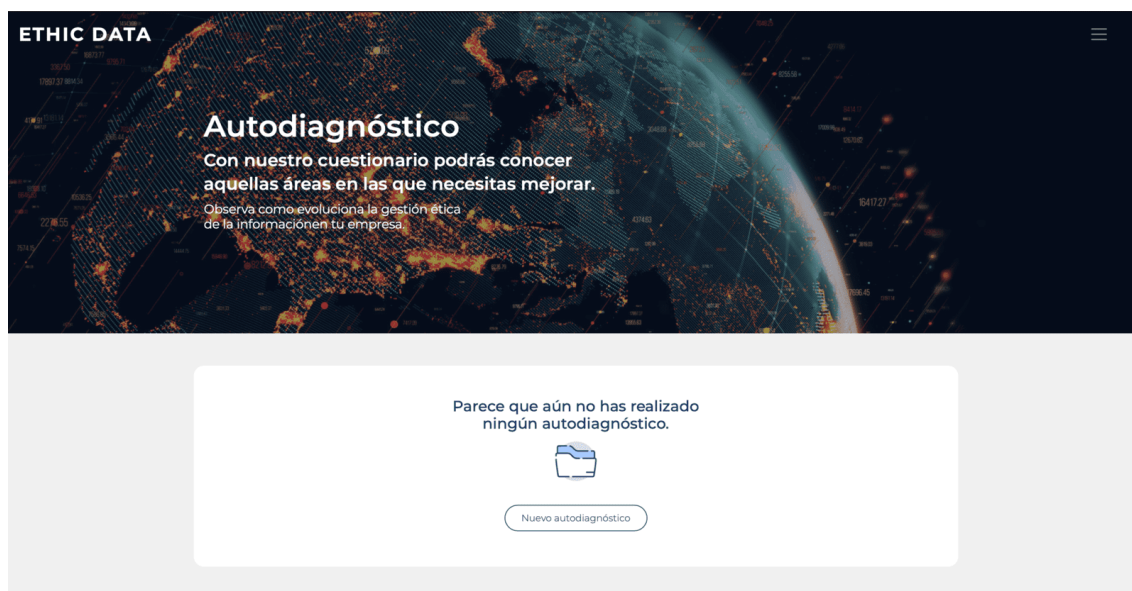 ETHIC DATA
Autodiagnóstico
Con nuestro cuestionario podrás conocer
aquellas áreas en las que necesitas mejorar.
Observa como evoluciona la gestión ética
de la informaciónen tu empresa.
Parece que aún no has realizado
ningún autodiagnóstico.
Nuevo autodiagnóstico